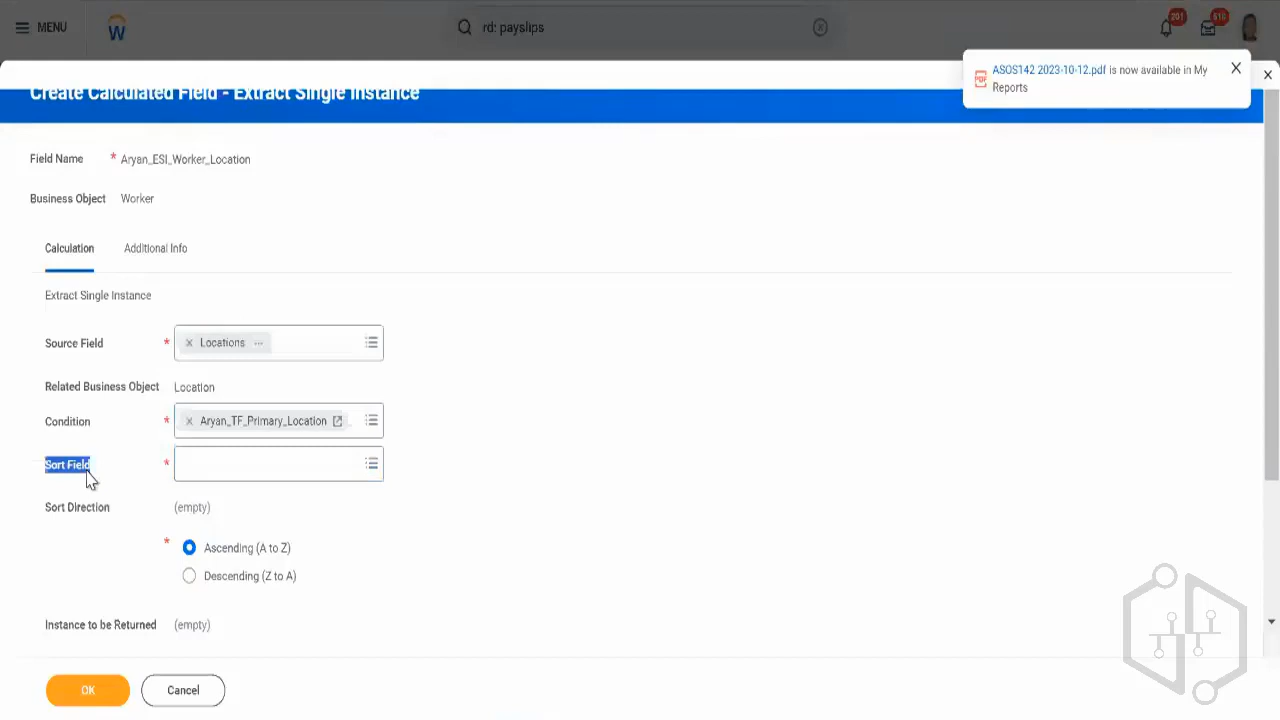 MENU
rd: payslips
201
616
ASOS142 2023-10-12.pdf is now available in My
Reports
Create Calculated Field - Extract Single Instance
Field Name * Aryan_ESI_Worker_Location
Business Object Worker
Calculation Additional Info
Extract Single Instance
Source Field * Locations
Related Business Object Location
Condition * Aryan_TF_Primary_Location
Sort Field *
Sort Direction (empty)
* Ascending (A to Z)
Descending (Z to A)
Instance to be Returned (empty)
OK Cancel